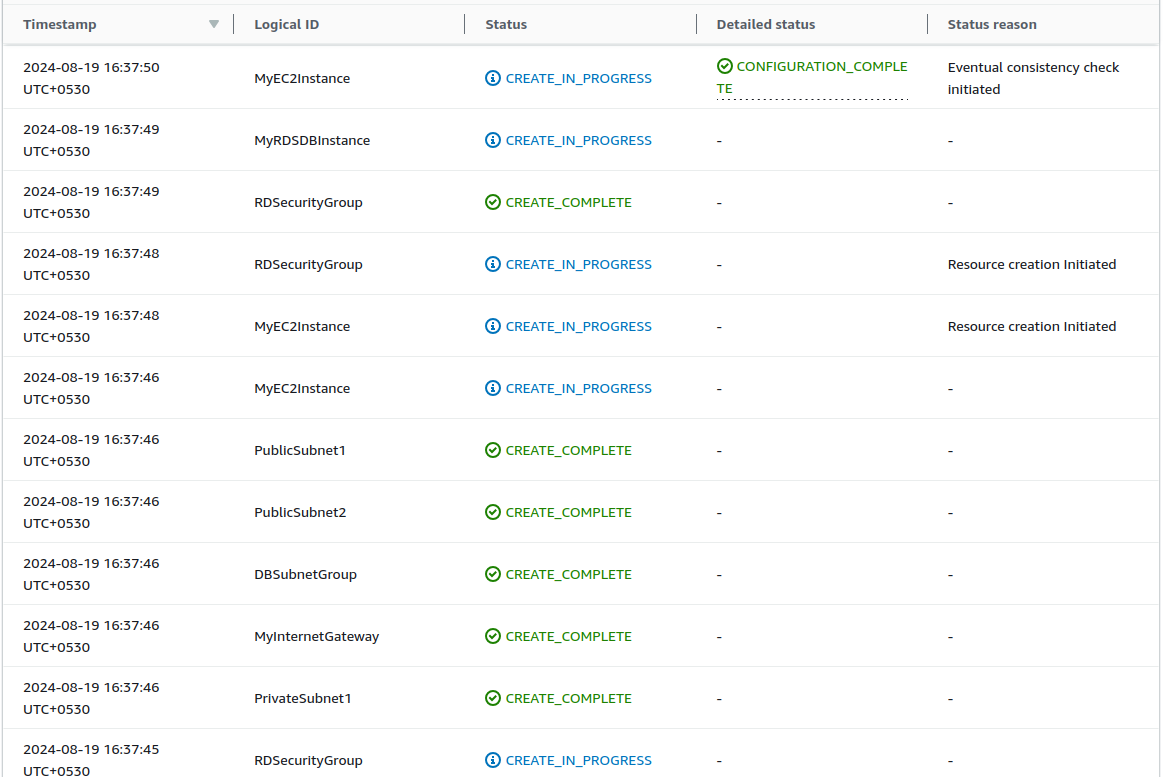 Timestamp Logical ID Status Detailed status Status reason
2024-08-19 16:37:50
UTC+0530
MyEC2Instance
CREATE_IN_PROGRESS
CONFIGURATION_COMPLE
TE
Eventual consistency check
initiated
2024-08-19 16:37:49
UTC+0530
MyRDSDBInstance
CREATE_IN_PROGRESS
-
-
2024-08-19 16:37:49
UTC+0530
RDSecurityGroup
CREATE_COMPLETE
-
-
2024-08-19 16:37:48
UTC+0530
RDSecurityGroup
CREATE_IN_PROGRESS
-
Resource creation Initiated
2024-08-19 16:37:48
UTC+0530
MyEC2Instance
CREATE_IN_PROGRESS
-
Resource creation Initiated
2024-08-19 16:37:46
UTC+0530
MyEC2Instance
CREATE_IN_PROGRESS
-
-
2024-08-19 16:37:46
UTC+0530
PublicSubnet1
CREATE_COMPLETE
-
-
2024-08-19 16:37:46
UTC+0530
PublicSubnet2
CREATE_COMPLETE
-
-
2024-08-19 16:37:46
UTC+0530
DBSubnetGroup
CREATE_COMPLETE
-
-
2024-08-19 16:37:46
UTC+0530
MyInternetGateway
CREATE_COMPLETE
-
-
2024-08-19 16:37:46
UTC+0530
PrivateSubnet1
CREATE_COMPLETE
-
-
2024-08-19 16:37:45
UTC+0530
RDSecurityGroup
CREATE_IN_PROGRESS
-
-